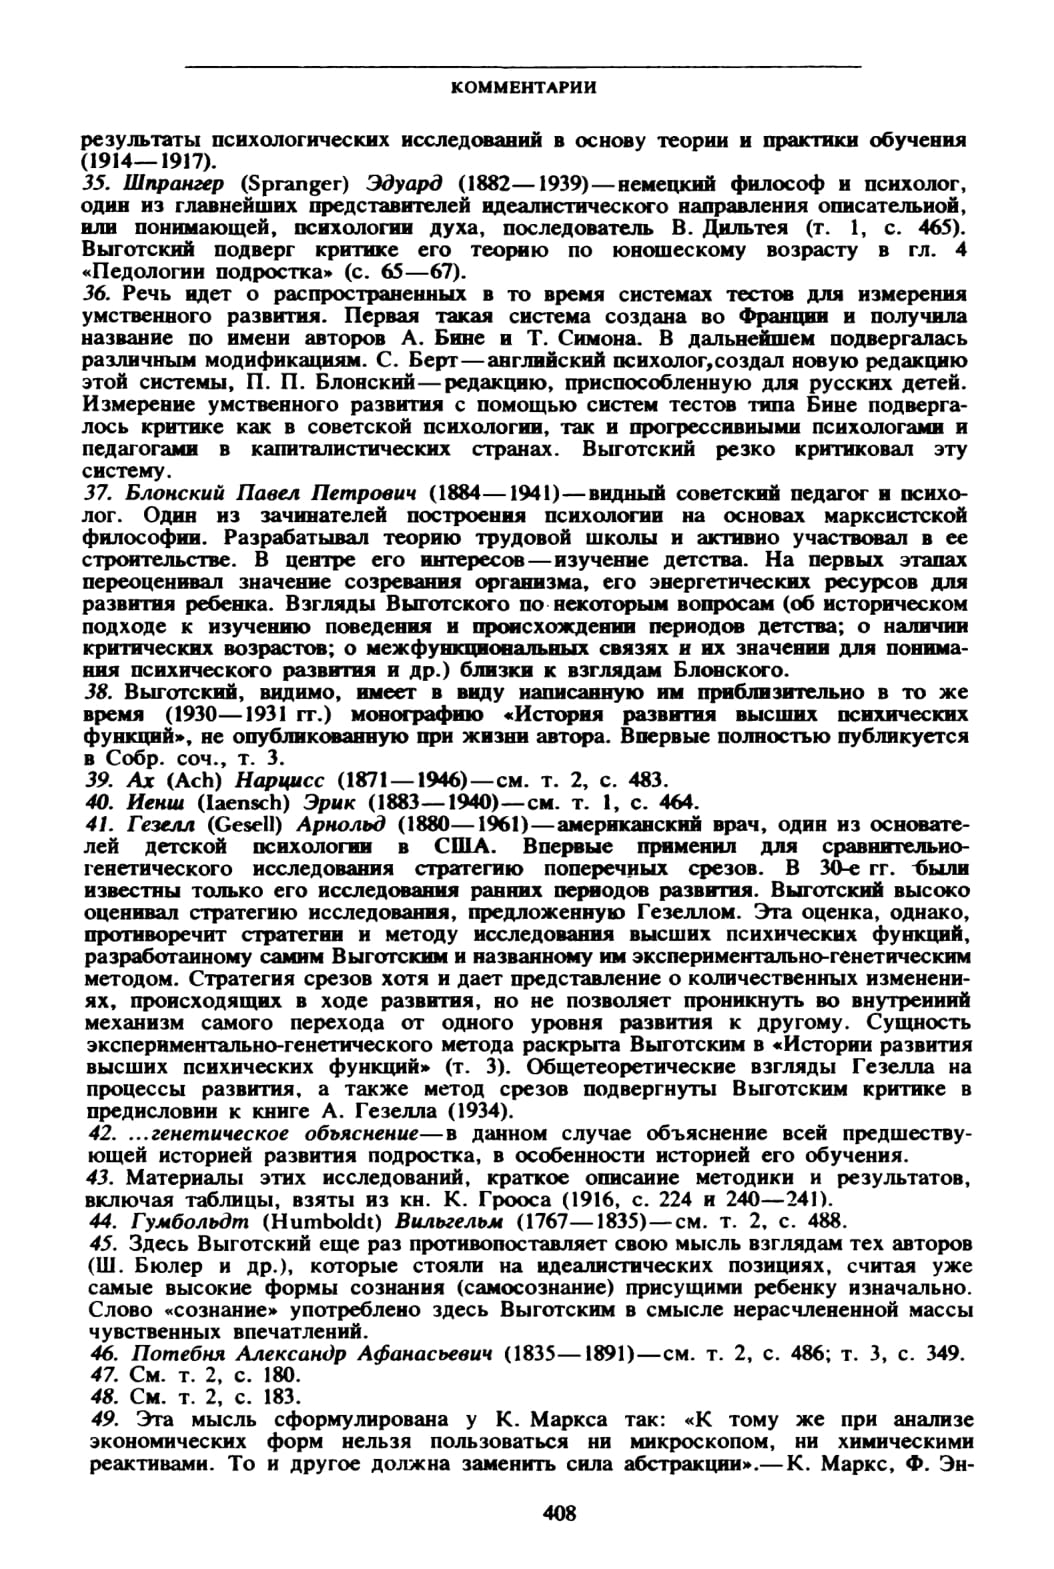 КОММЕНТАРИИ
результаты психологических исследований в основу теории и практики обучения
(1914—1917).
35. Шпрангер (Spranger) Эдуард (1882—1939)—немецкий философ и психолог,
один из главнейших представителей идеалистического направления описательной,
или понимающей, психологии духа, последователь В. Дильтея (т. 1, с. 465).
Выготский подверг критике его теорию по юношескому возрасту в гл. 4
«Педологии подростка» (с. 65—67).
36. Речь идет о распространенных в то время системах тестов для измерения
умственного развития. Первая такая система создана во Франции и получила
название по имени авторов А. Бине и Т. Симона. В дальнейшем подвергалась
различным модификациям. С. Берт—английский психолог,создал новую редакцию
этой системы, П. П. Блонский—редакцию, приспособленную для русских детей.
Измерение умственного развития с помощью систем тестов типа Бине подверга-
лось критике как в советской психологии, так и прогрессивными психологами и
педагогами в капиталистических странах. Выготский резко критиковал эту
систему.
37. Блонский Павел Петрович (1884—1941)—видный советский педагог и психо-
лог. Один из зачинателей построения психологии на основах марксистской
философии. Разрабатывал теорию трудовой школы и активно участвовал в ее
строительстве. В центре его интересов—изучение детства. На первых этапах
переоценивал значение созревания организма, его энергетических ресурсов для
развития ребенка. Взгляды Выготского по некоторым вопросам (об историческом
подходе к изучению поведения и происхождении периодов детства; о наличии
критических возрастов; о межфункциональных связях и их значении для понима-
ния психического развития и др.) близки к взглядам Блонского.
38. Выготский, видимо, имеет в виду написанную им приблизительно в то же
время (1930—1931 гг.) монографию «История развития высших психических
функций», не опубликованную при жизни автора. Впервые полностью публикуется
в Собр. соч., т. 3.
39. Ах (Ach) Нарцисс (1871—1946)—см. т. 2, с. 483.
40. Иенш (Iaensch) Эрик (1883—1940)—см. т. 1, с. 464.
41. Гезелл (Gesell) Арнольд (1880—1961)—американский врач, один из основате-
лей детской психологии в США. Впервые применил для сравнительно-
генетического исследования стратегию поперечных срезов. В 30-е гг. были
известны только его исследования ранних периодов развития. Выготский высоко
оценивал стратегию исследования, предложенную Гезеллом. Эта оценка, однако,
противоречит стратегии и методу исследования высших психических функций,
разработанному самим Выготским и названному им экспериментально-генетическим
методом. Стратегия срезов хотя и дает представление о количественных изменени-
ях, происходящих в ходе развития, но не позволяет проникнуть во внутренний
механизм самого перехода от одного уровня развития к другому. Сущность
экспериментально-генетического метода раскрыта Выготским в «Истории развития
высших психических функций» (т. 3). Общетеоретические взгляды Гезелла на
процессы развития, а также метод срезов подвергнуты Выготским критике в
предисловии к книге А. Гезелла (1934).
42. ...генетическое объяснение—в данном случае объяснение всей предшеству-
ющей историей развития подростка, в особенности историей его обучения.
43. Материалы этих исследований, краткое описание методики и результатов,
включая таблицы, взяты из кн. К. Грооса (1916, с. 224 и 240—241).
44. Гумбольдт (Humboldt) Вильгельм (1767—1835)—см. т. 2, с. 488.
45. Здесь Выготский еще раз противопоставляет свою мысль взглядам тех авторов
(Ш. Бюлер и др.), которые стояли на идеалистических позициях, считая уже
самые высокие формы сознания (самосознание) присущими ребенку изначально.
Слово «сознание» употреблено здесь Выготским в смысле нерасчлененной массы
чувственных впечатлений.
46. Потебня Александр Афанасьевич (1835—1891)—см. т. 2, с. 486; т. 3, с. 349.
47. См. т. 2, с. 180.
48. См. т. 2, с. 183.
49. Эта мысль сформулирована у К. Маркса так: «К тому же при анализе
экономических форм нельзя пользоваться ни микроскопом, ни химическими
реактивами. То и другое должна заменить сила абстракции».—К. Маркс, Ф. Эн-
408